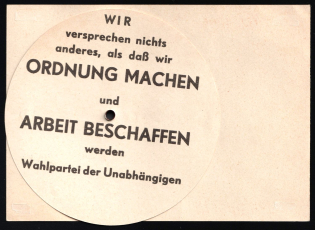 WIR
versprechen nichts
anderes, als daß wir
ORDNUNG MACHEN
und
ARBEIT BESCHAFFEN
werden
Wahlpartei der Unabhängigen